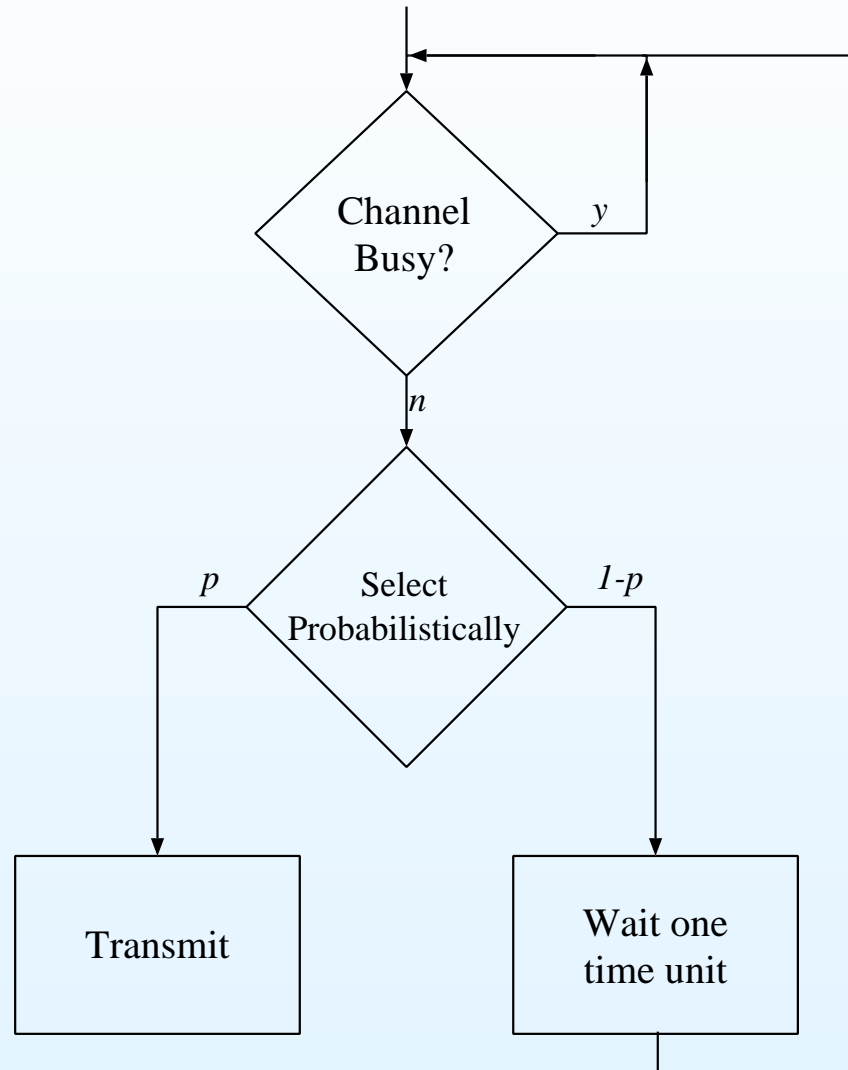 Channel
Busy?
y
n
Select
Probabilistically
p
1-p
Transmit
Wait one
time unit